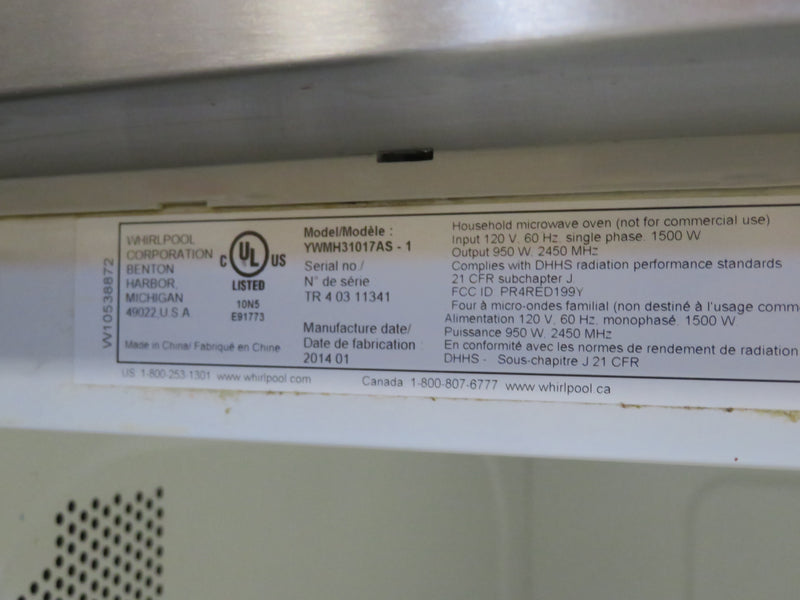 W10538872
WHIRLPOOL
CORPORATION
BENTON
HARBOR,
MICHIGAN
49022,U.S.A.
Made in China/ Fabriqué en Chine
C UL US
LISTED
10N5
E91773
Model/Modèle :
YWMH31017AS - 1
Serial no./
N° de série
TR 4 03 11341
Manufacture date/
Date de fabrication :
2014 01
Household microwave oven (not for commercial use)
Input 120 V, 60 Hz, single phase. 1500 W
Output 950 W, 2450 MHz
Complies with DHHS radiation performance standards
21 CFR subchapter J.
FCC ID PR4RED199Y
Four à micro-ondes familial (non destiné à l'usage comm
Alimentation 120 V, 60 Hz, monophasé. 1500 W
Puissance 950 W, 2450 MHz
En conformité avec les normes de rendement de radiation
DHHS - Sous-chapitre J 21 CFR
US 1-800-253-1301 www.whirlpool.com
Canada 1-800-807-6777 www.whirlpool.ca